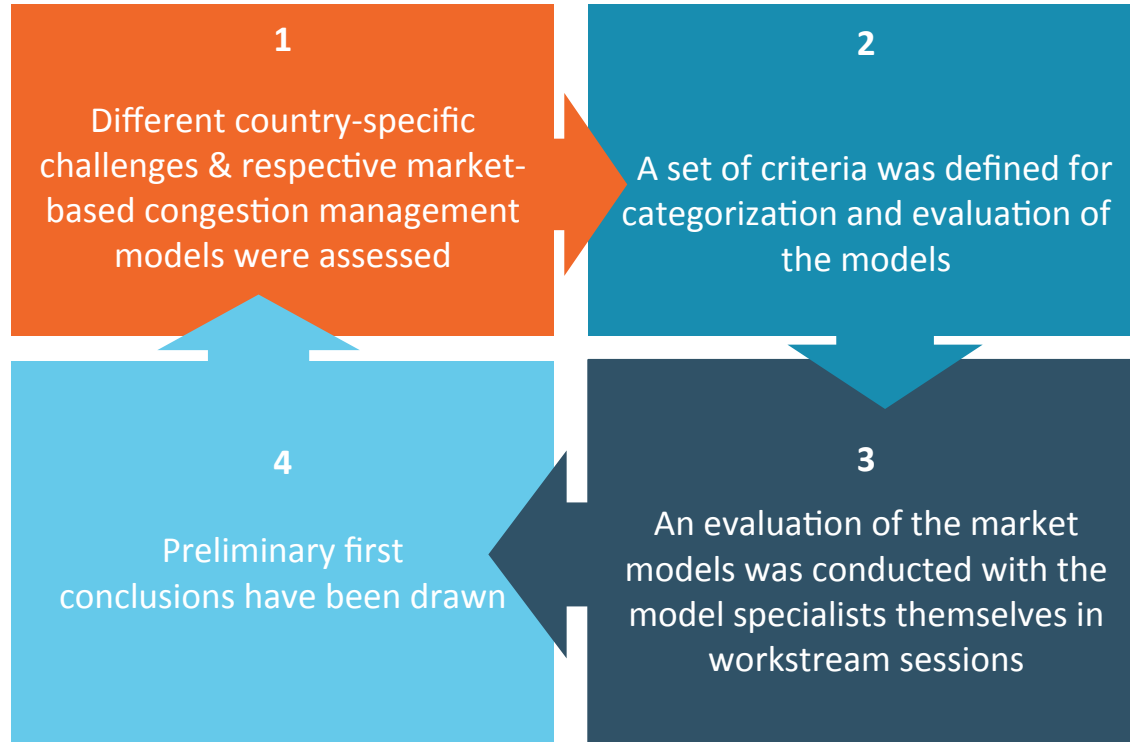 1
Different country-specific
challenges & respective market-
based congestion management
models were assessed
2
A set of criteria was defined for
categorization and evaluation of
the models
3
An evaluation of the market
models was conducted with the
model specialists themselves in
workstream sessions
4
Preliminary first
conclusions have been drawn